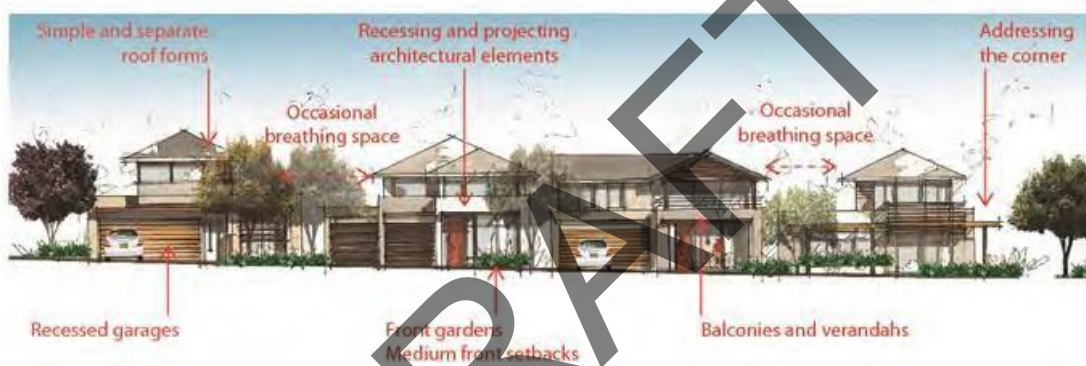 Simple and separate
roof forms
Recessing and projecting
architectural elements
Addressing
the corner
Occasional
breathing space
Occasional
breathing space
Recessed garages
Front gardens
Medium front setbacks
Balconies and verandahs
DRAFT